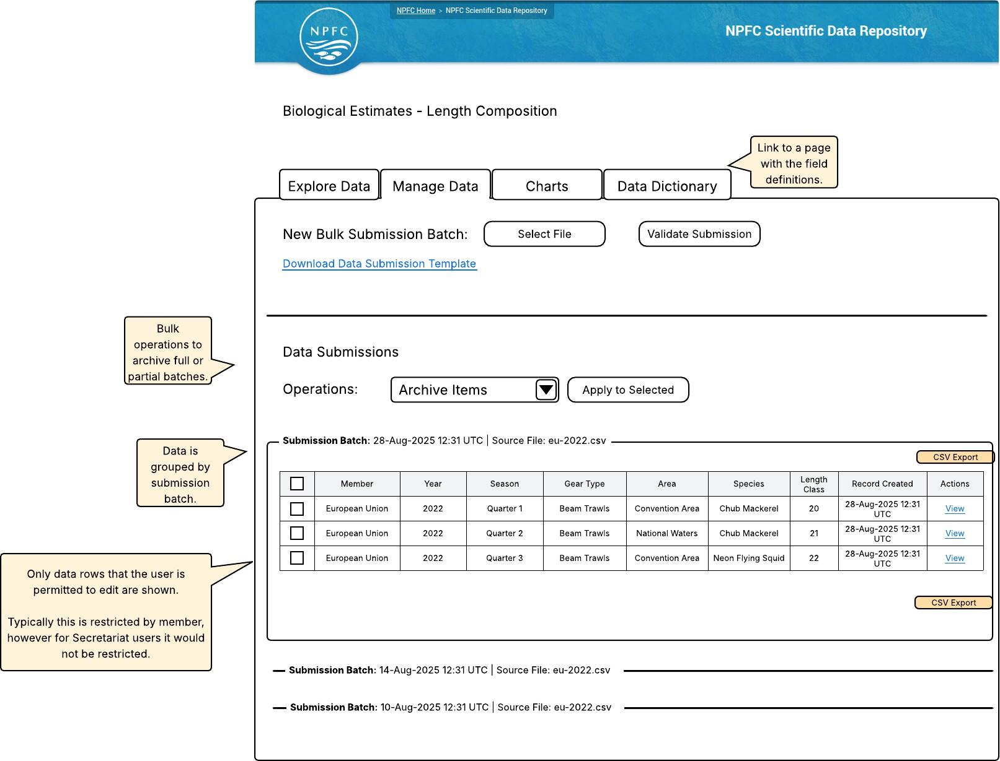 NPFC Home > NPFC Scientific Data Repository
NPFC
NPFC Scientific Data Repository
Biological Estimates - Length Composition
Link to a page
with the field
definitions.
Explore Data
Manage Data
Charts
Data Dictionary
New Bulk Submission Batch:
Select File
Validate Submission
Download Data Submission Template
Bulk
operations to
archive full or
partial batches.
Data Submissions
Operations:
Archive Items
Apply to Selected
Data is
grouped by
submission
batch.
Submission Batch: 28-Aug-2025 12:31 UTC | Source File: eu-2022.csv
CSV Export
Member Year Season Gear Type Area Species Length Class Record Created Actions
European Union 2022 Quarter 1 Beam Trawls Convention Area Chub Mackerel 20 28-Aug-2025 12:31 UTC View
European Union 2022 Quarter 2 Beam Trawls National Waters Chub Mackerel 21 28-Aug-2025 12:31 UTC View
European Union 2022 Quarter 3 Beam Trawls Convention Area Neon Flying Squid 22 28-Aug-2025 12:31 UTC View
CSV Export
Only data rows that the user is
permitted to edit are shown.
Typically this is restricted by member,
however for Secretariat users it would
not be restricted.
Submission Batch: 14-Aug-2025 12:31 UTC | Source File: eu-2022.csv
Submission Batch: 10-Aug-2025 12:31 UTC | Source File: eu-2022.csv